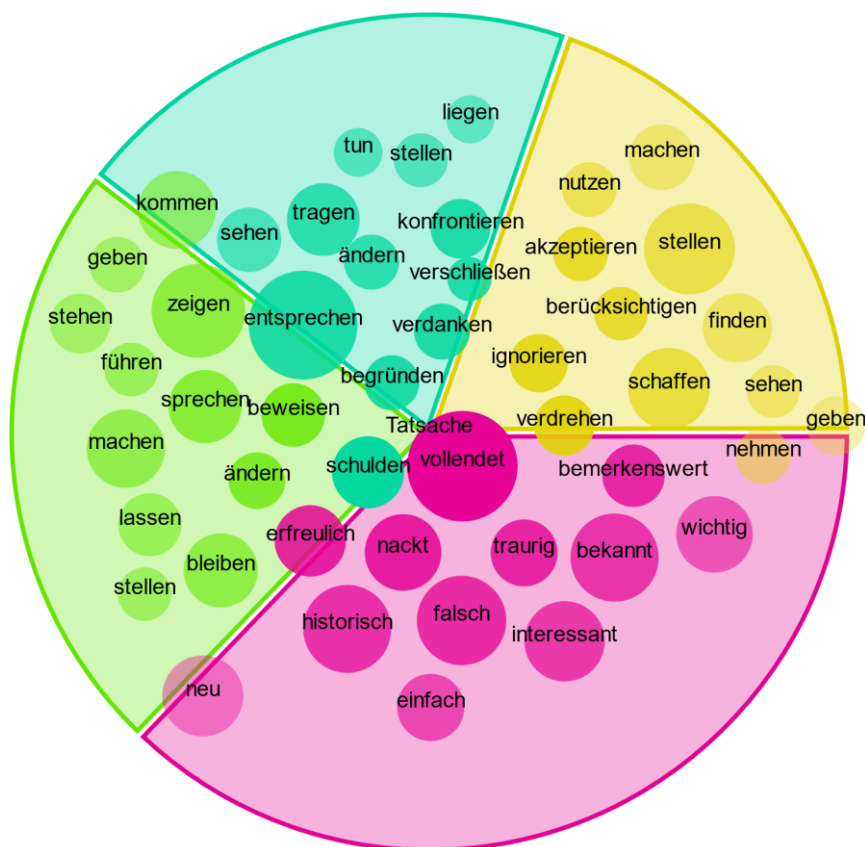 liegen
tun
stellen
machen
nutzen
kommen
tragen
konfrontieren
sehen
akzeptieren
stellen
geben
ändern
verschließen
zeigen
stehen
entsprechen
verdanken
berücksichtigen
finden
führen
begründen
ignorieren
sprechen
beweisen
schaffen
sehen
machen
Tatsache
verdrehen
geben
schulden
vollendet
bemerkenswert
nehmen
ändern
lassen
erfreulich
nackt
traurig
bekannt
wichtig
bleiben
stellen
historisch
falsch
interessant
neu
einfach